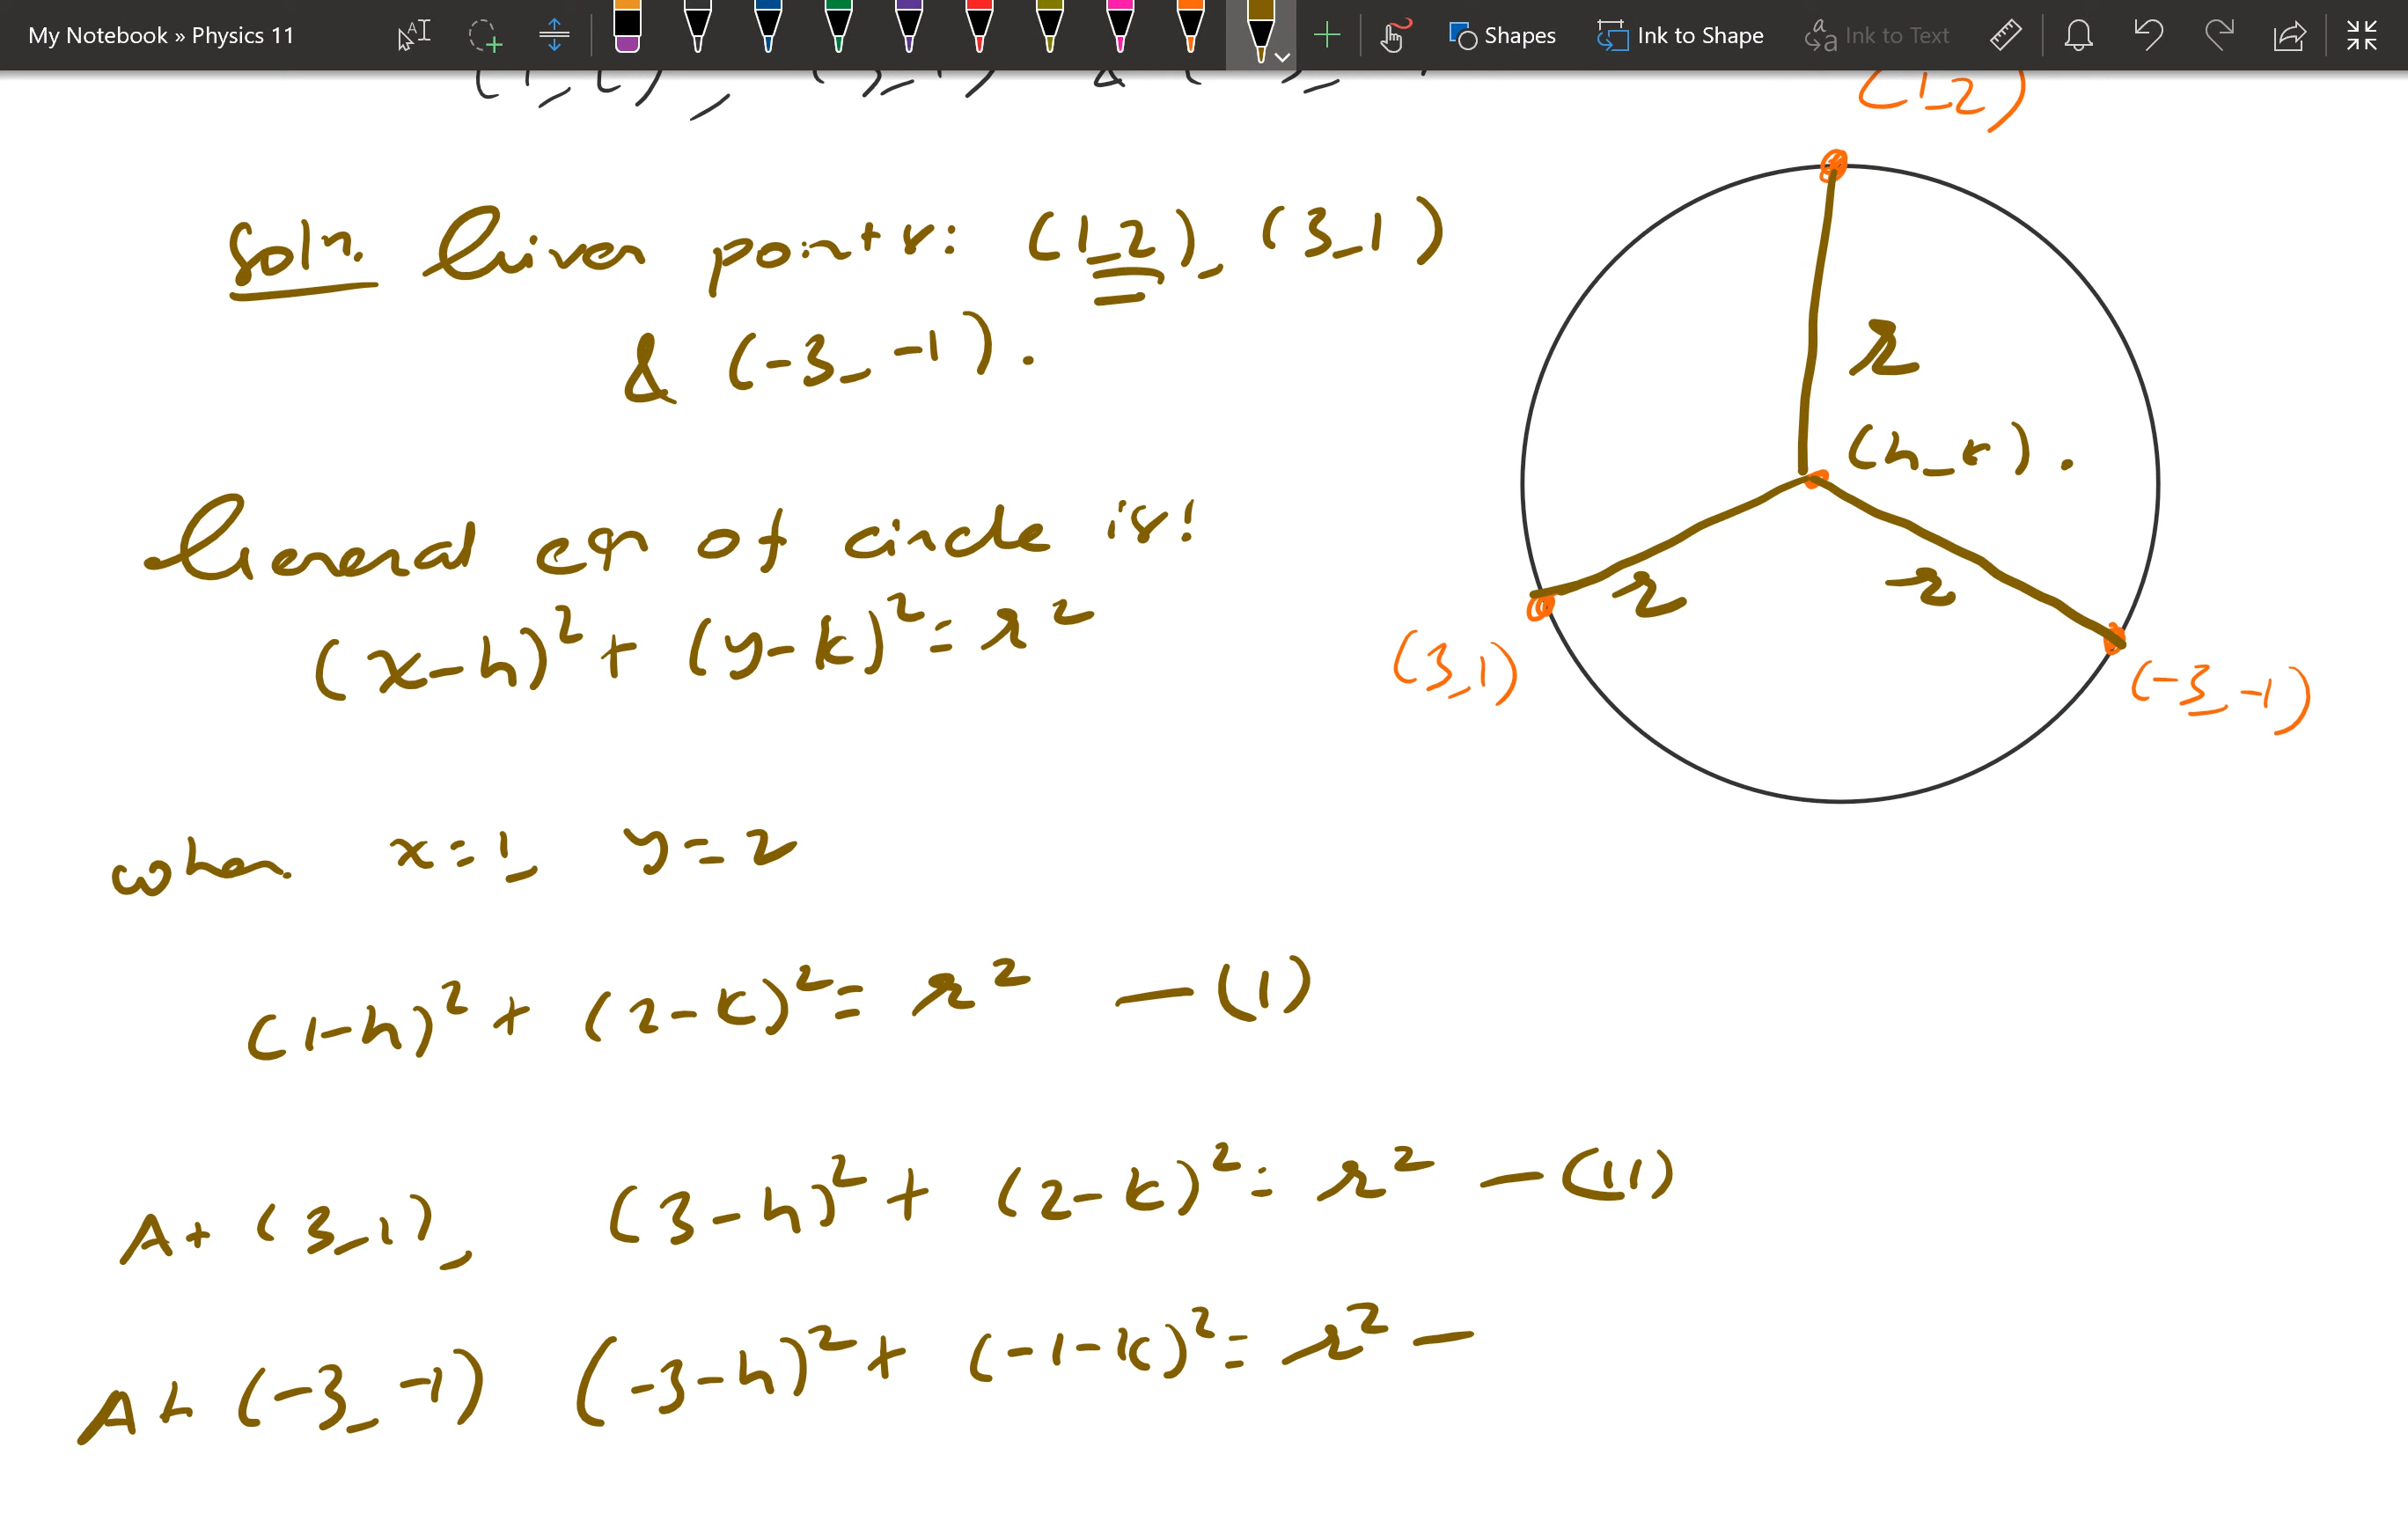 My Notebook » Physics 11
Shapes
Ink to Shape
Ink to Text
(1,2)
Soln. Given points: (1,2), (3,1)
& (-3,-1).
r
(h,k).
General eqn of circle is:
(x-h)²+(y-k)²=r²
r r
(3,1)
(-3,-1)
when x=1, y=2
(1-h)²+(2-k)²=r² —(1)
At (3,1), (3-h)²+(2-k)²=r² —(11)
At (-3,-1) (-3-h)²+(-1-k)²=r² —